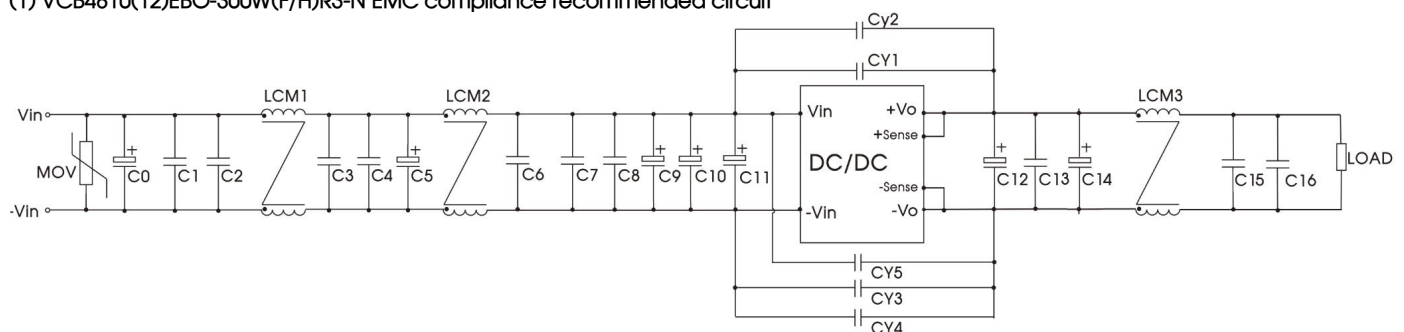 (1) VCB4810(12)EBO-300W(F/H)R3-N EMC compliance recommended circuit
Cy2
CY1
LCM1
LCM2
LCM3
Vin
Vin
+Vo
+Sense
MOV
C0
C1
C2
C3
C4
C5
C6
C7
C8
C9
C10
C11
DC/DC
C12
C13
C14
C15
C16
LOAD
-Sense
-Vin
-Vin
-Vo
CY5
CY3
CY4
+
+
+
+
+
+
+